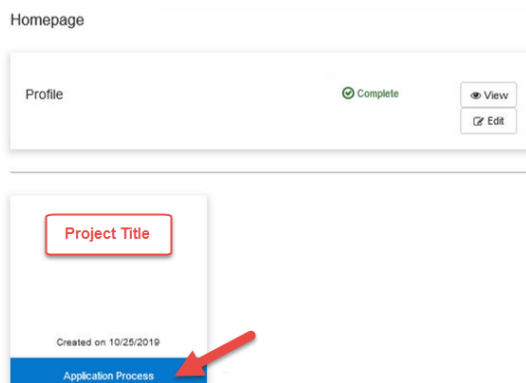 Homepage
Profile
Complete
View
Edit
Project Title
Created on 10/25/2019
Application Process